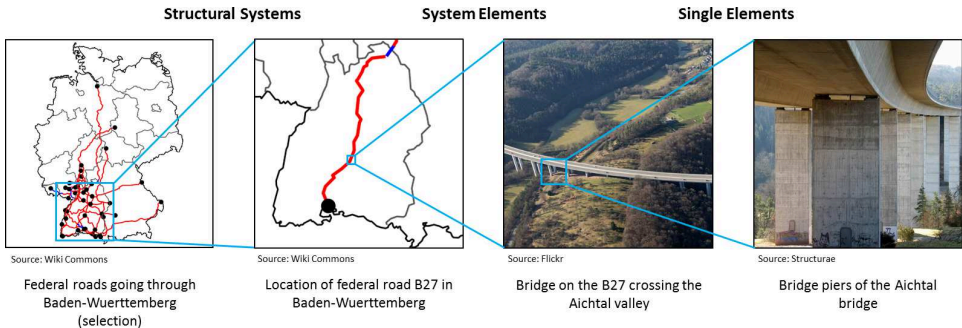 Structural Systems
System Elements
Single Elements
Source: Wiki Commons
Source: Wiki Commons
Source: Flickr
Source: Structurae
Federal roads going through
Baden-Wuerttemberg
(selection)
Location of federal road B27 in
Baden-Wuerttemberg
Bridge on the B27 crossing the
Aichtal valley
Bridge piers of the Aichtal
bridge